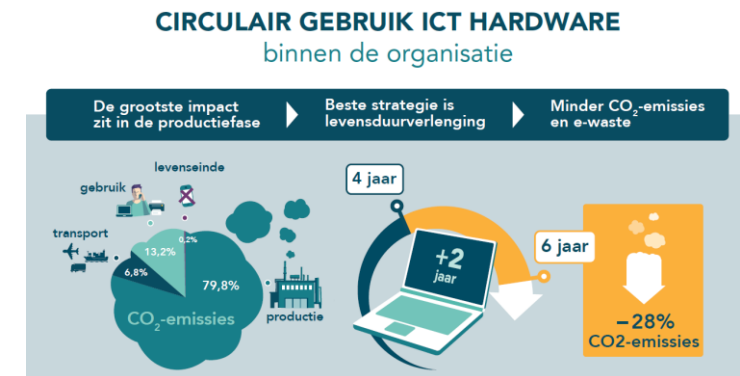 CIRCULAIR GEBRUIK ICT HARDWARE
binnen de organisatie
De grootste impact
zit in de productiefase
Beste strategie is
levensduurverlenging
Minder CO₂-emissies
en e-waste
levenseinde
gebruik
transport
0,2%
13,2%
6,8%
79,8%
CO₂-emissies
productie
4 jaar
+2
jaar
6 jaar
–28%
CO2-emissies